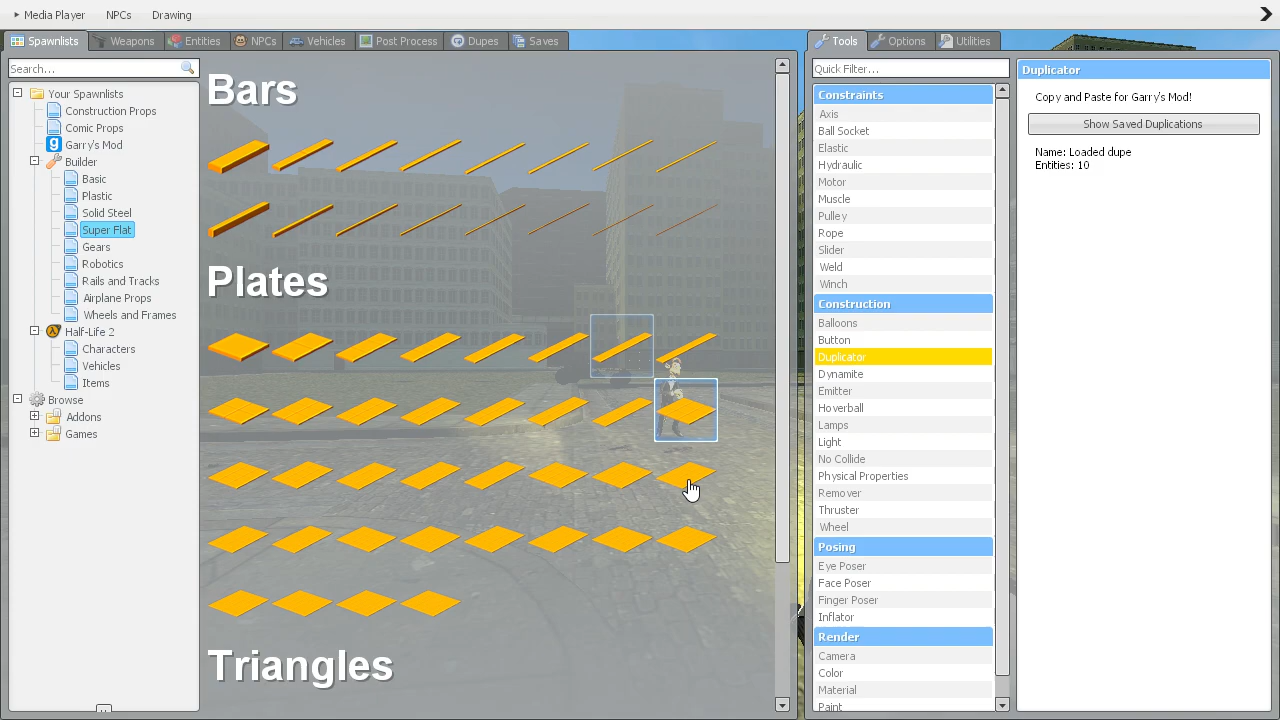 Media Player NPCs Drawing
Spawnlists Weapons Entities NPCs Vehicles Post Process Dupes Saves
Search...
Your Spawnlists
Construction Props
Comic Props
Garry's Mod
Builder
Basic
Plastic
Solid Steel
Super Flat
Gears
Robotics
Rails and Tracks
Airplane Props
Wheels and Frames
Half-Life 2
Characters
Vehicles
Items
Browse
Addons
Games
Bars
Plates
Triangles
Tools Options Utilities
Quick Filter...
Constraints
Axis
Ball Socket
Elastic
Hydraulic
Motor
Muscle
Pulley
Rope
Slider
Weld
Winch
Construction
Balloons
Button
Duplicator
Dynamite
Emitter
Hoverball
Lamps
Light
No Collide
Physical Properties
Remover
Thruster
Wheel
Posing
Eye Poser
Face Poser
Finger Poser
Inflator
Render
Camera
Color
Material
Paint
Duplicator
Copy and Paste for Garry's Mod!
Show Saved Duplications
Name: Loaded dupe
Entities: 10